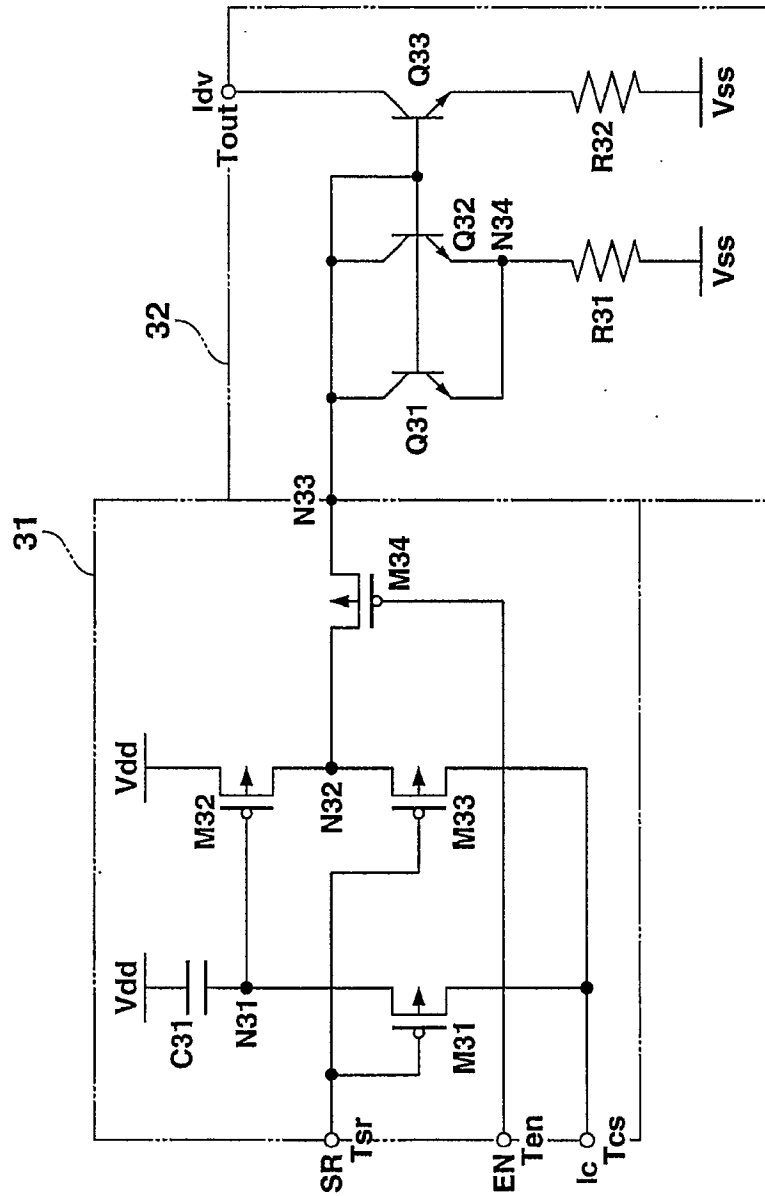 31
32
Vdd
Vdd
C31
N31
M32
N32
M31
M33
M34
N33
SR
Tsr
EN
Ten
Ic
Tcs
Idv
Tout
Q31
Q32
Q33
N34
R31
R32
Vss
Vss